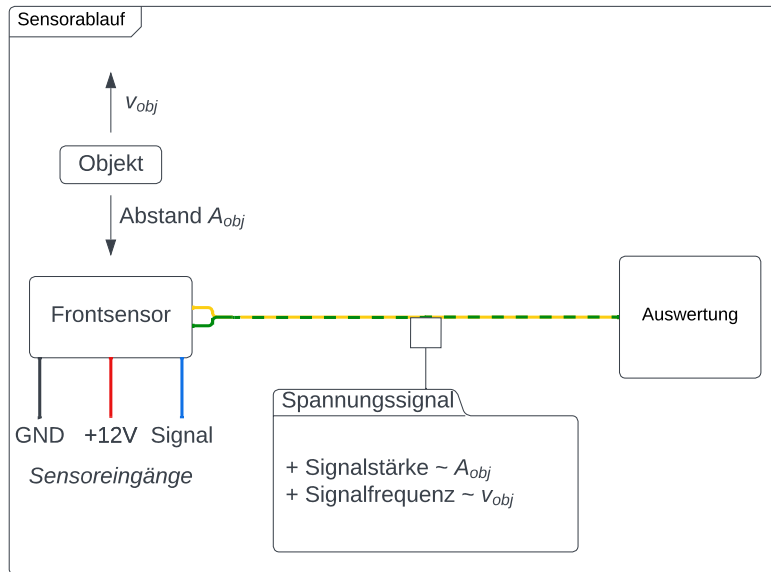 Sensorablauf
v_obj
Objekt
Abstand A_obj
Frontsensor
Auswertung
GND +12V Signal
Sensoreingänge
Spannungssignal
+ Signalstärke ~ A_obj
+ Signalfrequenz ~ v_obj